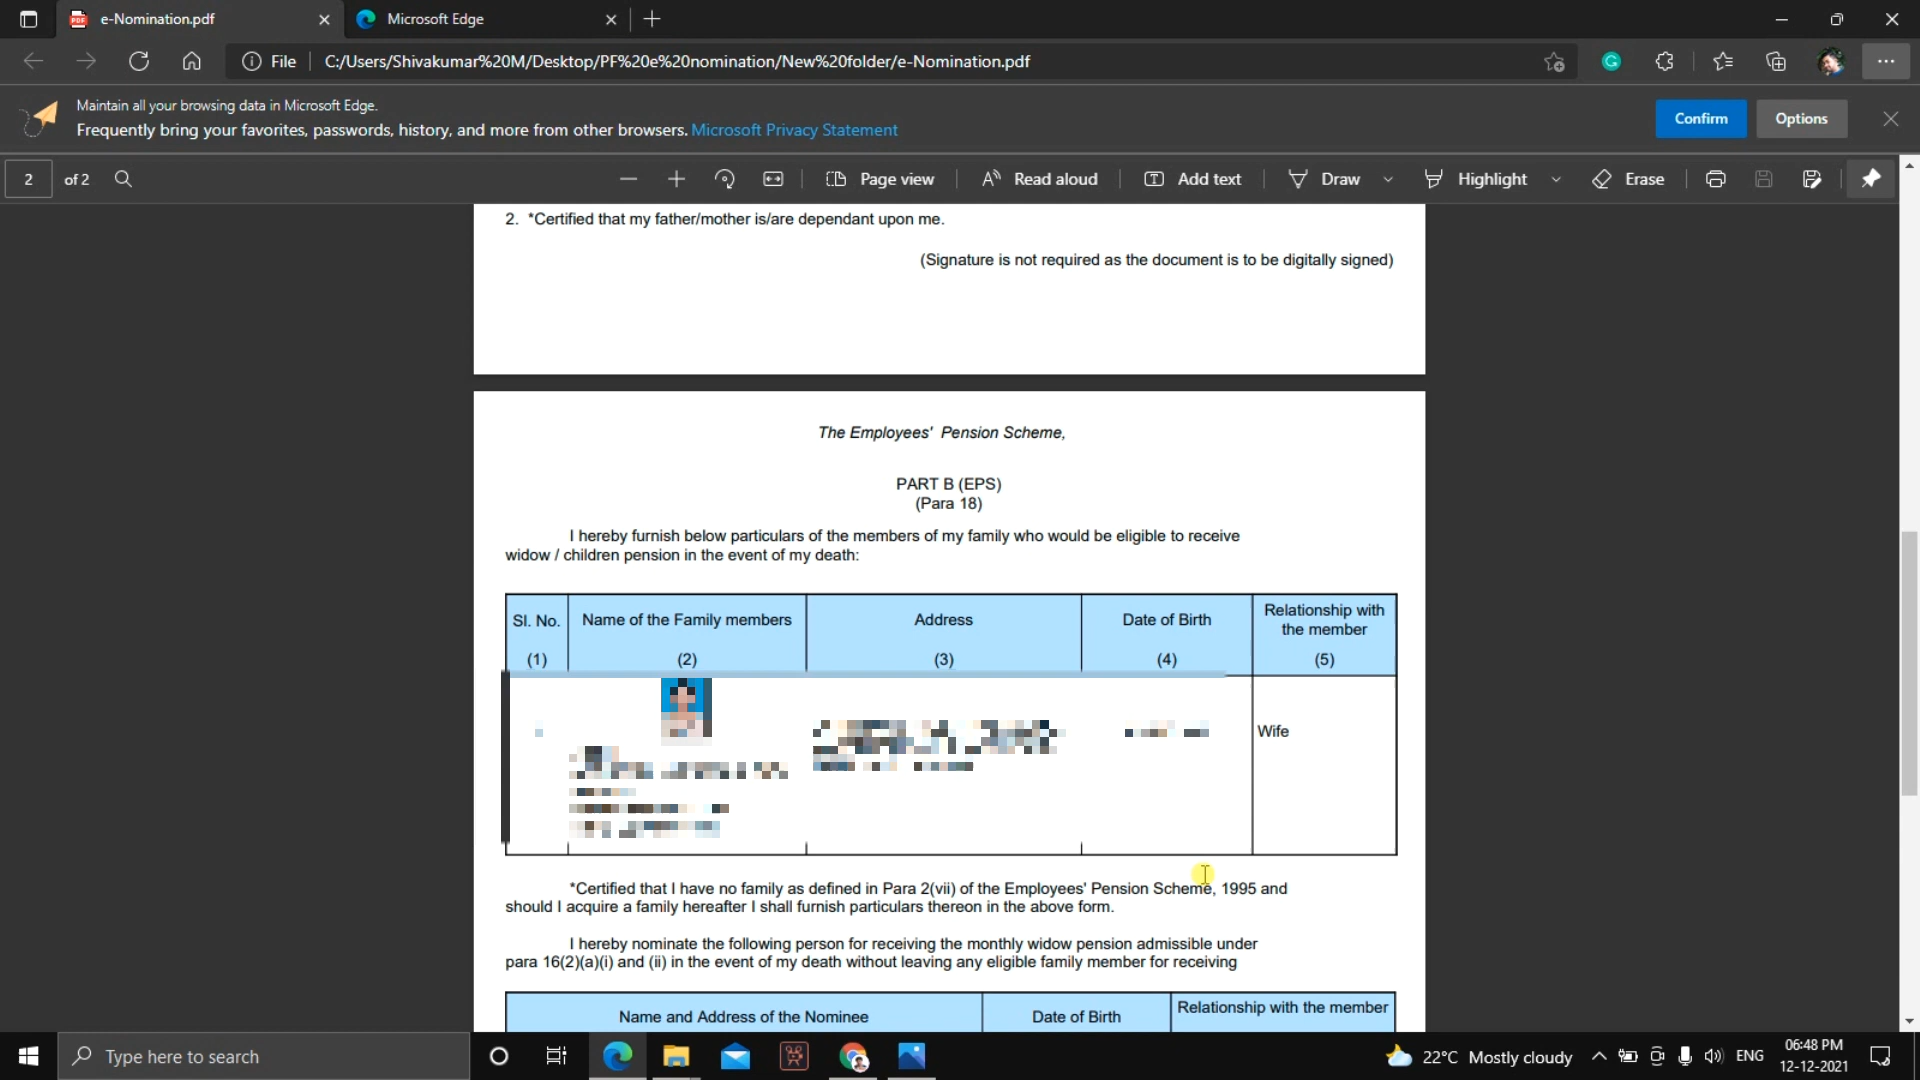 e-Nomination.pdf
Microsoft Edge
File
C:/Users/Shivakumar%20M/Desktop/PF%20e%20nomination/New%20folder/e-Nomination.pdf
Maintain all your browsing data in Microsoft Edge.
Frequently bring your favorites, passwords, history, and more from other browsers. Microsoft Privacy Statement
Confirm
Options
2 of 2
Page view
Read aloud
Add text
Draw
Highlight
Erase
2. *Certified that my father/mother is/are dependant upon me.
(Signature is not required as the document is to be digitally signed)
The Employees' Pension Scheme,
PART B (EPS)
(Para 18)
I hereby furnish below particulars of the members of my family who would be eligible to receive
widow / children pension in the event of my death:
Sl. No. Name of the Family members Address Date of Birth Relationship with
the member
(1) (2) (3) (4) (5)
Wife
*Certified that I have no family as defined in Para 2(vii) of the Employees' Pension Scheme, 1995 and
should I acquire a family hereafter I shall furnish particulars thereon in the above form.
I hereby nominate the following person for receiving the monthly widow pension admissible under
para 16(2)(a)(i) and (ii) in the event of my death without leaving any eligible family member for receiving
Name and Address of the Nominee Date of Birth Relationship with the member
Type here to search
22°C Mostly cloudy
ENG
06:48 PM
12-12-2021